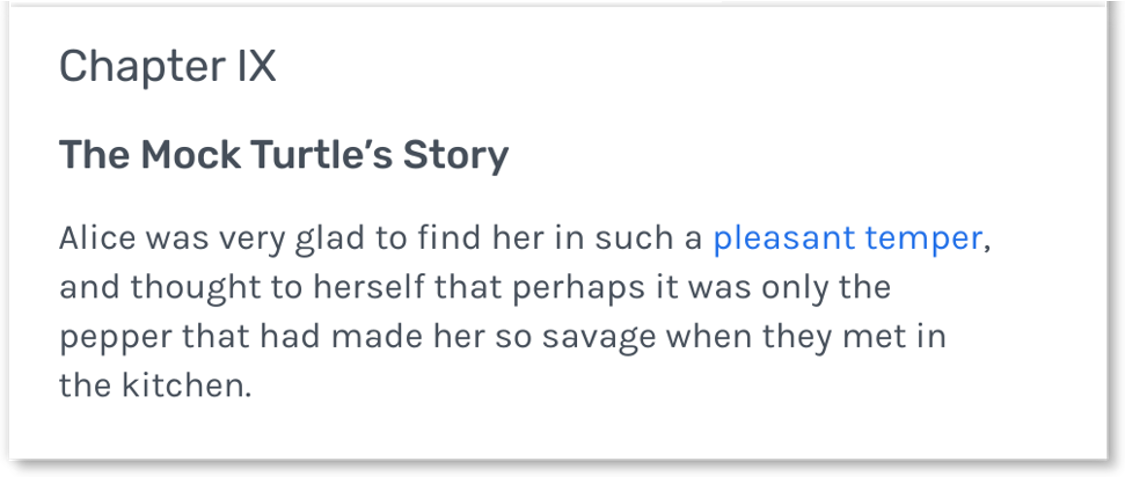 Chapter IX
The Mock Turtle’s Story
Alice was very glad to find her in such a pleasant temper,
and thought to herself that perhaps it was only the
pepper that had made her so savage when they met in
the kitchen.